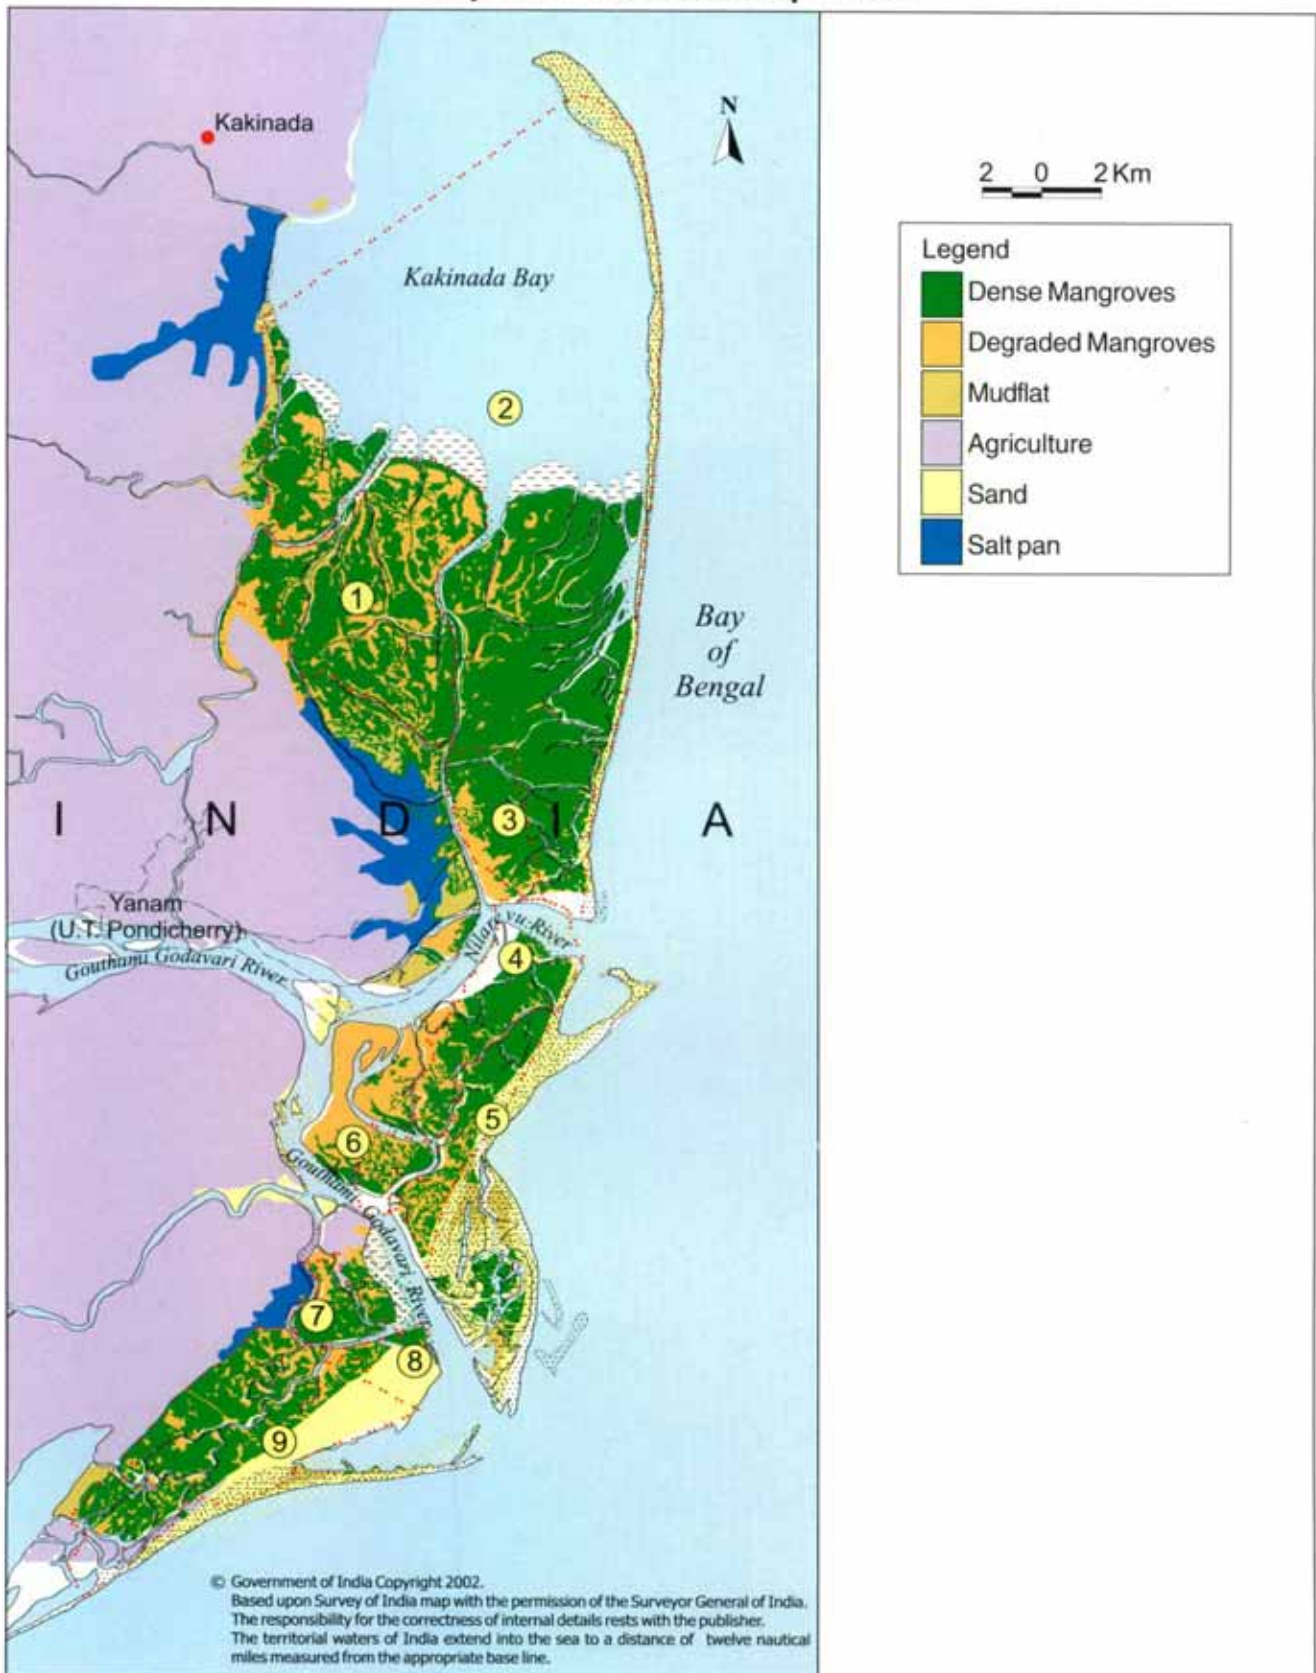 Kakinada
N
2 0 2 Km
Kakinada Bay
Legend
Dense Mangroves
Degraded Mangroves
Mudflat
Agriculture
Sand
Salt pan
2
1
Bay
of
Bengal
I N D I A
3
Yanam
(U.T. Pondicherry)
Gouthami Godavari River
Nilarevu River
4
5
6
Gouthami Godavari River
7
8
9
© Government of India Copyright 2002.
Based upon Survey of India map with the permission of the Surveyor General of India.
The responsibility for the correctness of internal details rests with the publisher.
The territorial waters of India extend into the sea to a distance of twelve nautical
miles measured from the appropriate base line.